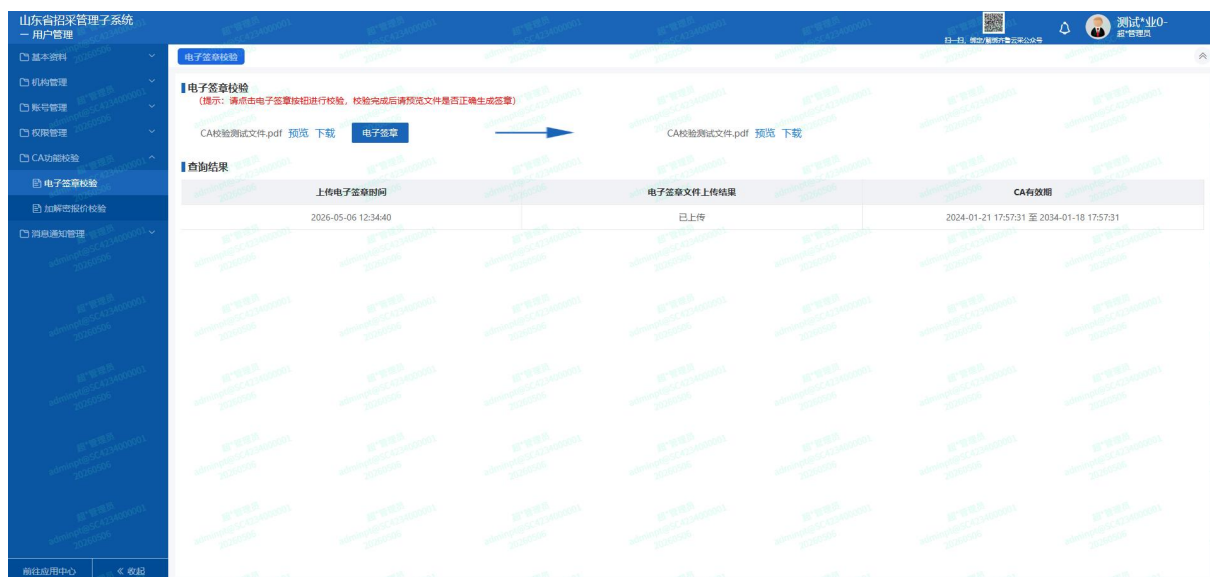 山东省招采管理子系统
— 用户管理
扫一扫，绑定/解绑齐鲁云采公众号
测试*业0-
超*管理员
基本资料
机构管理
账号管理
权限管理
CA功能校验
电子签章校验
加解密报价校验
消息通知管理
前往应用中心
收起
电子签章校验
电子签章校验
(提示：请点击电子签章按钮进行校验，校验完成后请预览文件是否正确生成签章)
CA校验测试文件.pdf 预览 下载 电子签章 CA校验测试文件.pdf 预览 下载
查询结果
上传电子签章时间 电子签章文件上传结果 CA有效期
2026-05-06 12:34:40 已上传 2024-01-21 17:57:31 至 2034-01-18 17:57:31
超*管理员
adminpt@SC4234000001
20260506